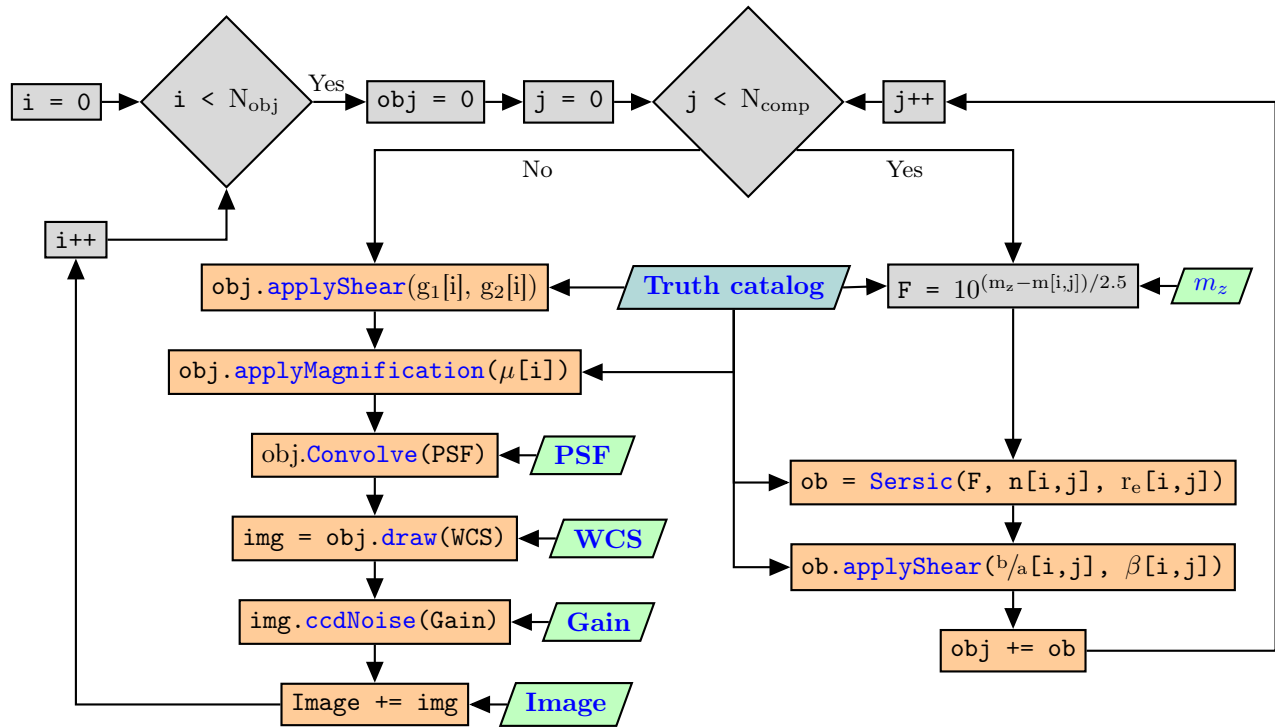 i = 0
i < N_obj
Yes
obj = 0
j = 0
j < N_comp
j++
No
Yes
i++
obj.applyShear(g₁[i], g₂[i])
Truth catalog
F = 10^((m_z−m[i,j])/2.5)
m_z
obj.applyMagnification(μ[i])
obj.Convolve(PSF)
PSF
ob = Sersic(F, n[i,j], r_e[i,j])
img = obj.draw(WCS)
WCS
ob.applyShear(b/a[i,j], β[i,j])
img.ccdNoise(Gain)
Gain
obj += ob
Image += img
Image